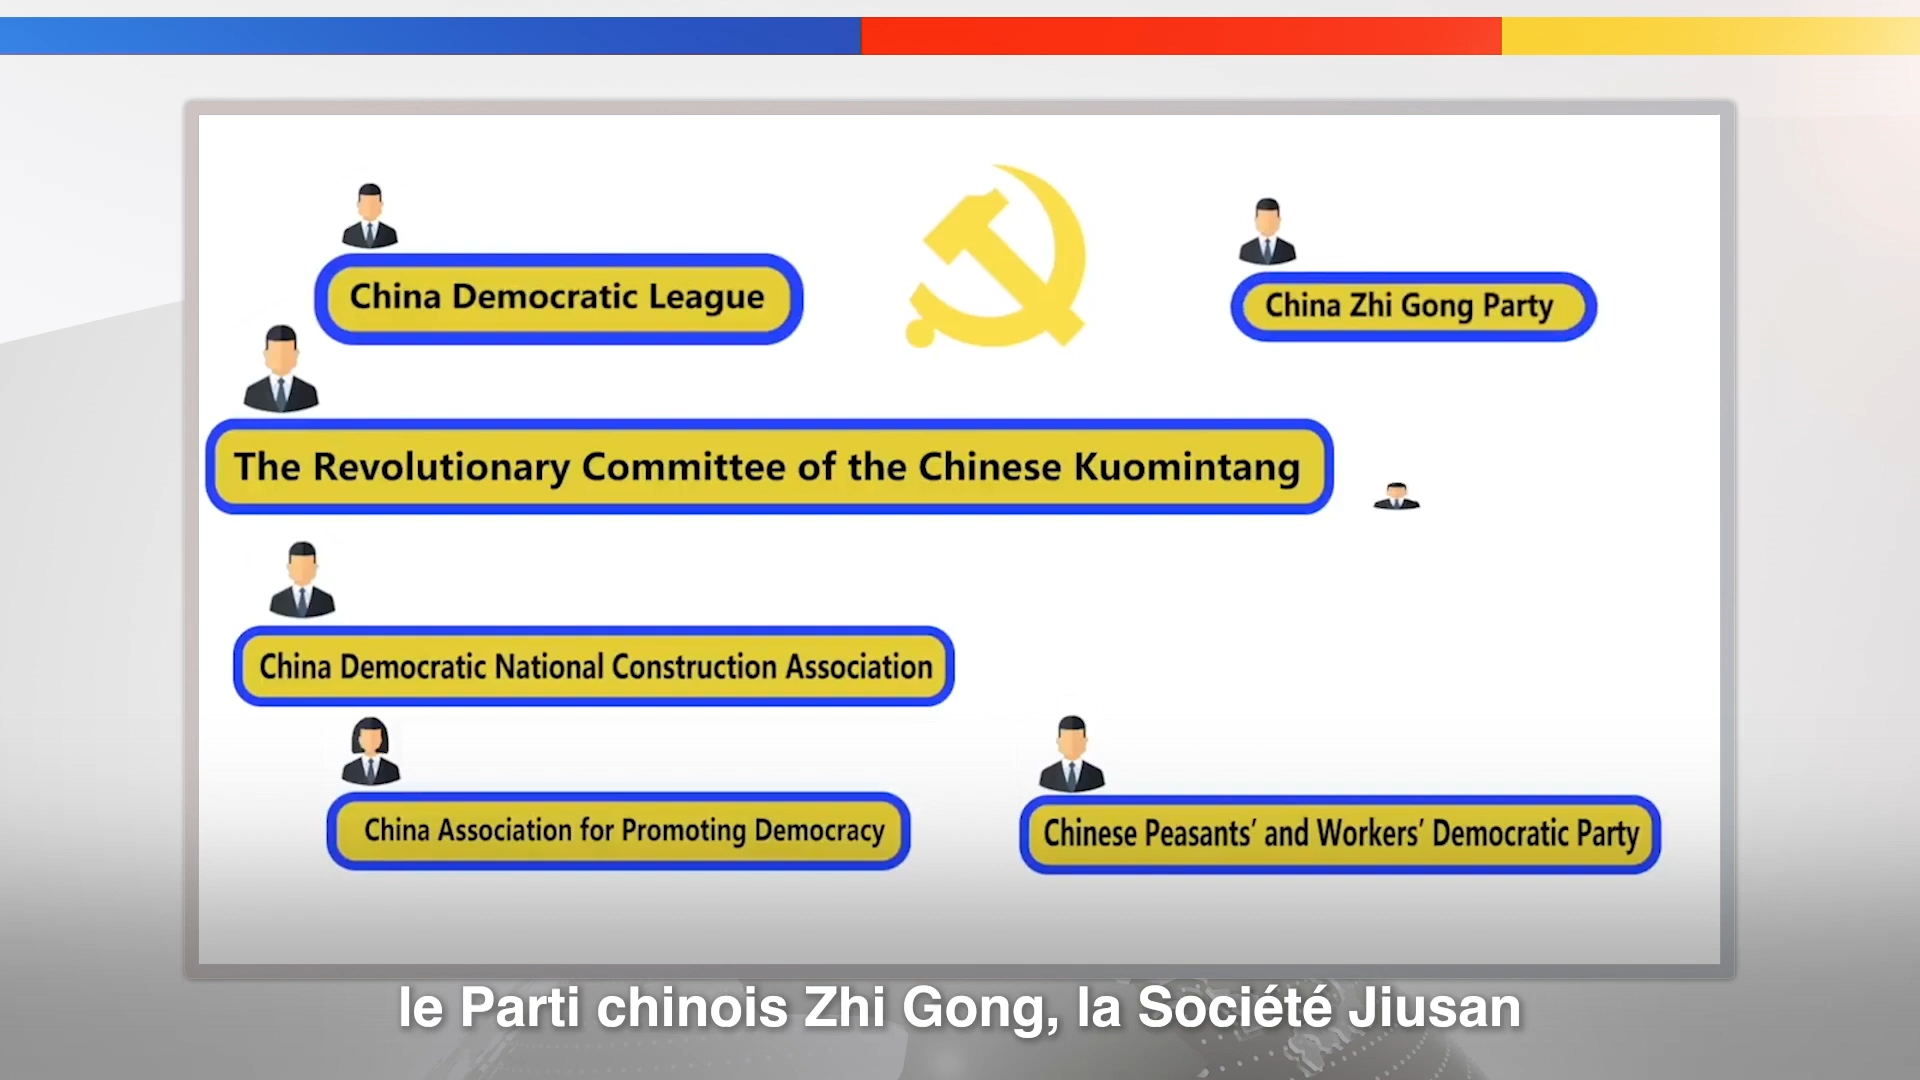 China Democratic League
China Zhi Gong Party
The Revolutionary Committee of the Chinese Kuomintang
China Democratic National Construction Association
China Association for Promoting Democracy
Chinese Peasants’ and Workers’ Democratic Party
le Parti chinois Zhi Gong, la Société Jiusan